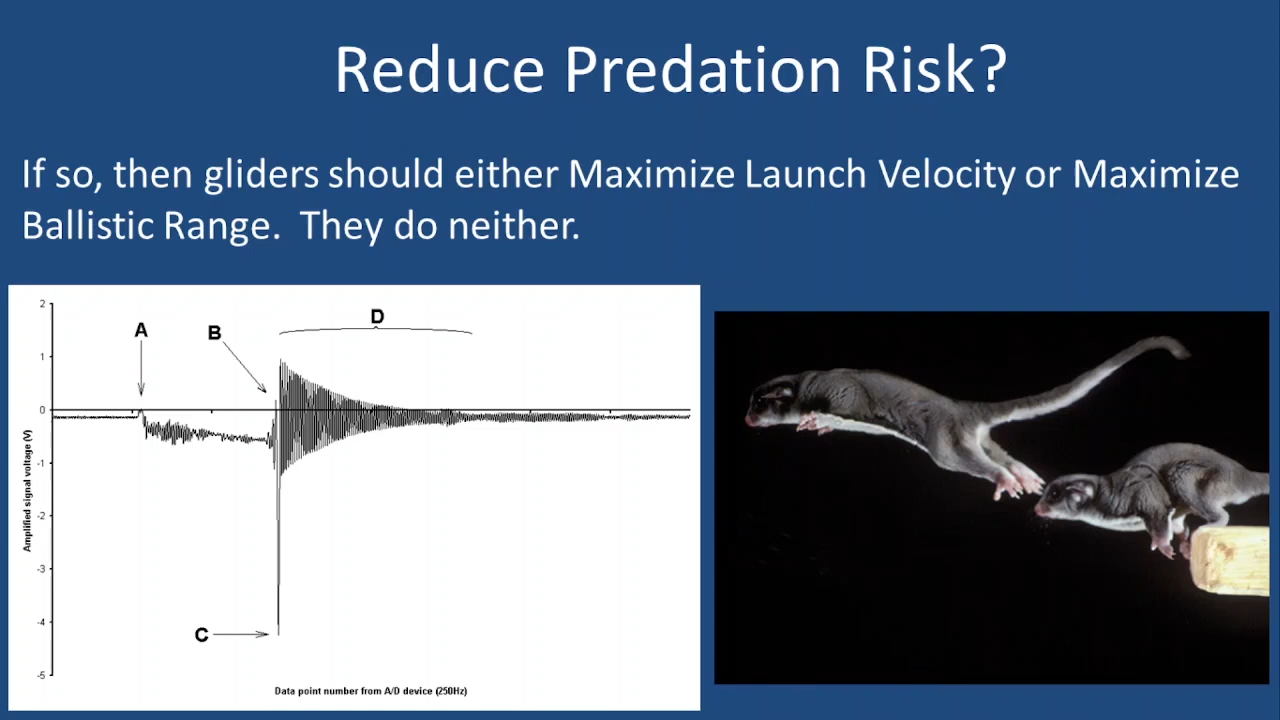 Reduce Predation Risk?
If so, then gliders should either Maximize Launch Velocity or Maximize
Ballistic Range.  They do neither.
2
1
0
-1
-2
-3
-4
-5
A
B
C
D
Amplified signal voltage (V)
Data point number from A/D device (250Hz)